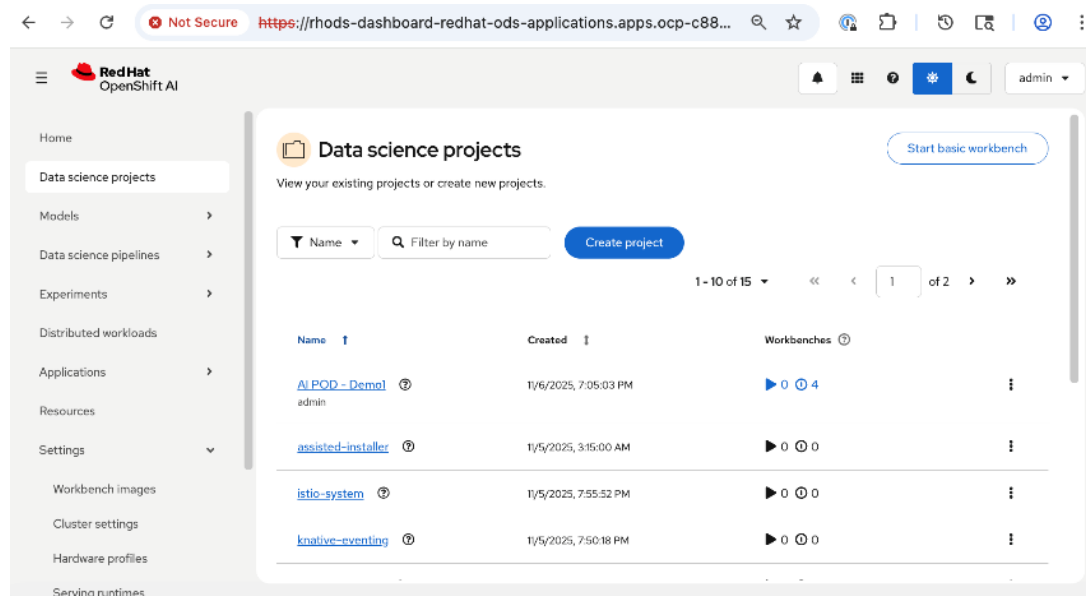 Not Secure https://rhods-dashboard-redhat-ods-applications.apps.ocp-c88...
Red Hat
OpenShift AI
admin
Home
Data science projects
Models
Data science pipelines
Experiments
Distributed workloads
Applications
Resources
Settings
Workbench images
Cluster settings
Hardware profiles
Serving runtimes
Data science projects
Start basic workbench
View your existing projects or create new projects.
Name Filter by name Create project
1 - 10 of 15 1 of 2
Name Created Workbenches
AI POD - Demo1 11/6/2025, 7:05:03 PM 0 4
admin
assisted-installer 11/5/2025, 3:15:00 AM 0 0
istio-system 11/5/2025, 7:55:52 PM 0 0
knative-eventing 11/5/2025, 7:50:18 PM 0 0